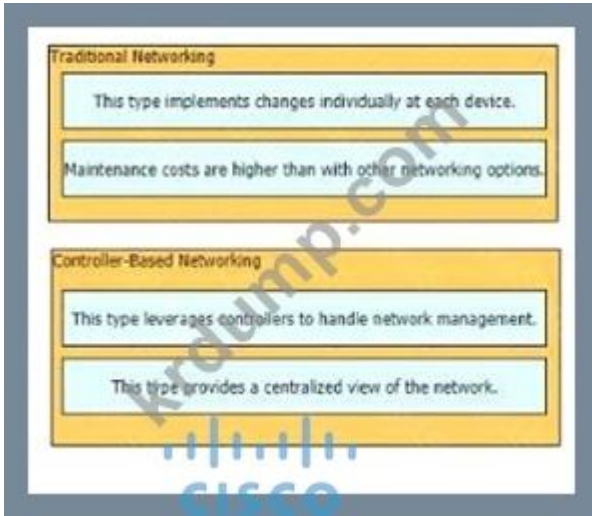 Traditional Networking
This type implements changes individually at each device.
Maintenance costs are higher than with other networking options.
Controller-Based Networking
This type leverages controllers to handle network management.
This type provides a centralized view of the network.
krdump.com
CISCO